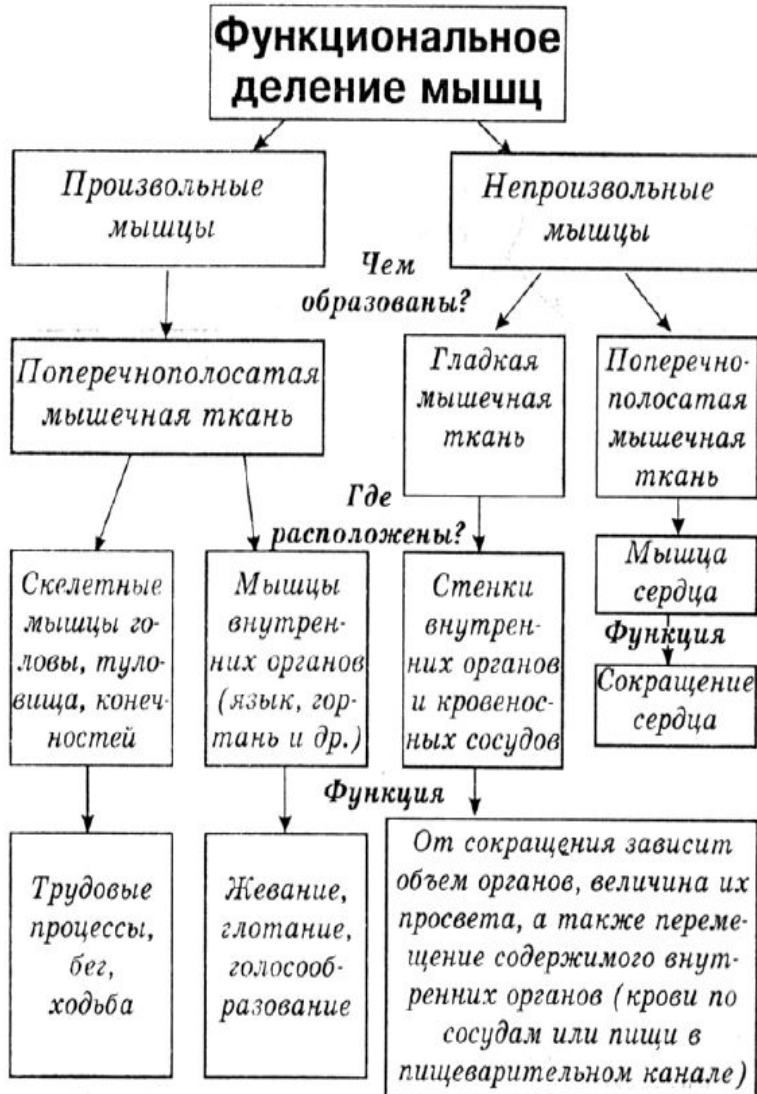 Функциональное
деление мышц
Произвольные
мышцы
Непроизвольные
мышцы
Чем
образованы?
Поперечнополосатая
мышечная ткань
Гладкая
мышечная
ткань
Поперечно-
полосатая
мышечная
ткань
Где
расположены?
Скелетные
мышцы го-
ловы, туло-
вища, конеч-
ностей
Мышцы
внутрен-
них органов
(язык, гор-
тань и др.)
Стенки
внутрен-
них органов
и кровенос-
ных сосудов
Мышца
сердца
Функция
Сокращение
сердца
Функция
Трудовые
процессы,
бег,
ходьба
Жевание,
глотание,
голосооб-
разование
От сокращения зависит
объем органов, величина их
просвета, а также переме-
щение содержимого внут-
ренних органов (крови по
сосудам или пищи в
пищеварительном канале)